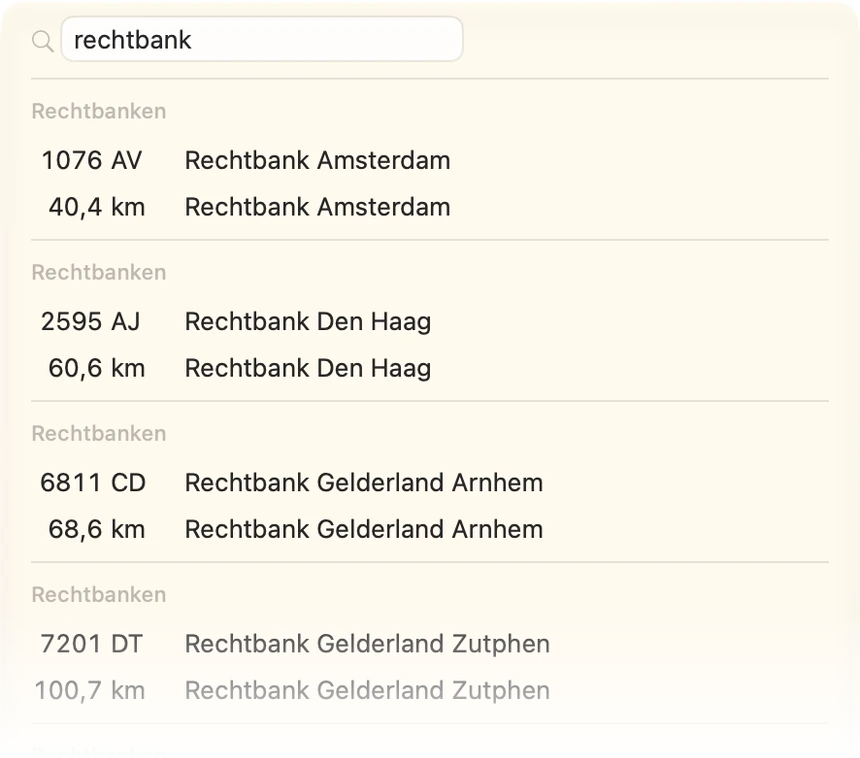 rechtbank
Rechtbanken
1076 AV Rechtbank Amsterdam
40,4 km Rechtbank Amsterdam
Rechtbanken
2595 AJ Rechtbank Den Haag
60,6 km Rechtbank Den Haag
Rechtbanken
6811 CD Rechtbank Gelderland Arnhem
68,6 km Rechtbank Gelderland Arnhem
Rechtbanken
7201 DT Rechtbank Gelderland Zutphen
100,7 km Rechtbank Gelderland Zutphen